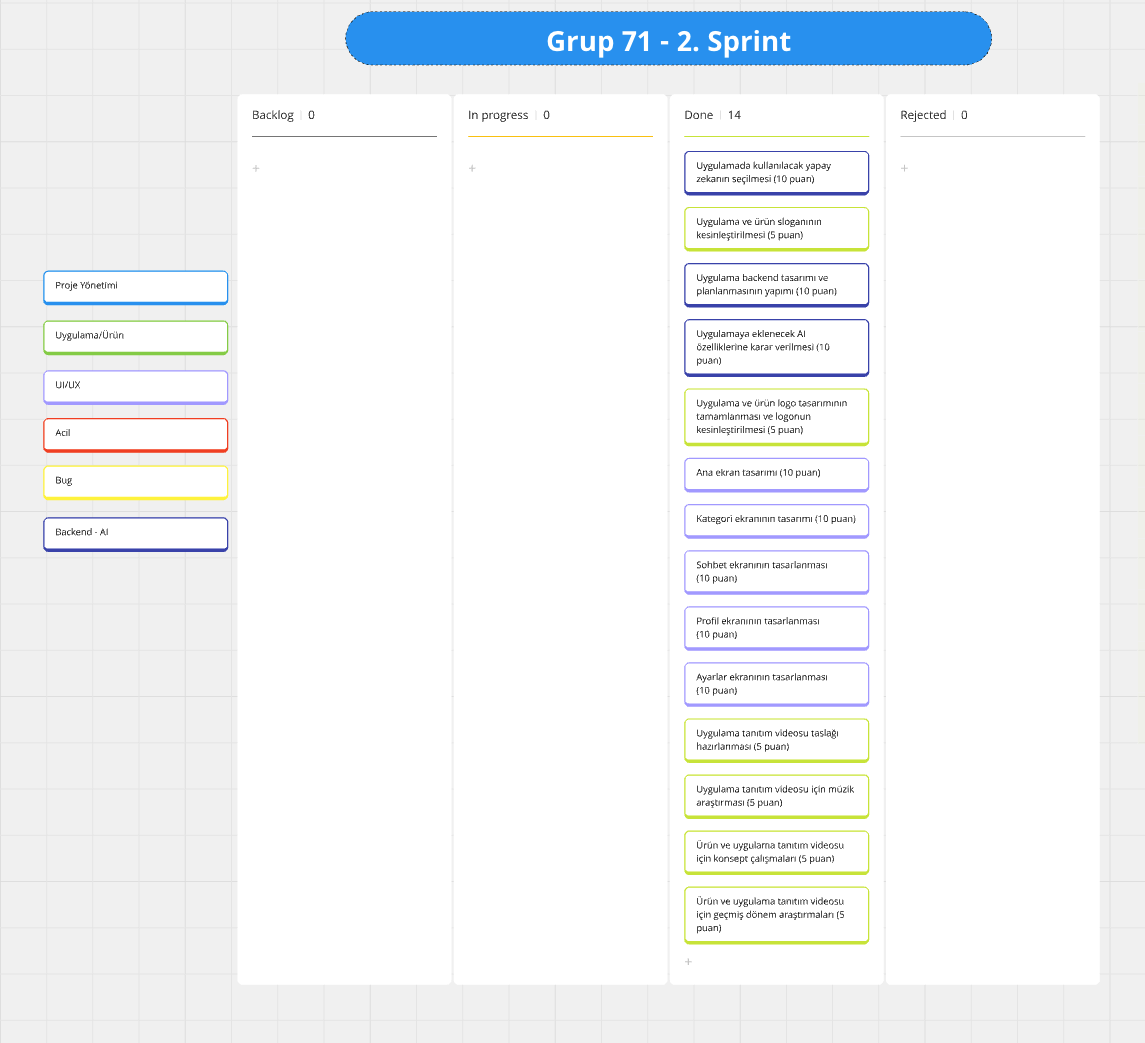 Grup 71 - 2. Sprint
Backlog | 0
In progress | 0
Done | 14
Rejected | 0
+
+
+
Proje Yönetimi
Uygulama/Ürün
UI/UX
Acil
Bug
Backend - AI
Uygulamada kullanılacak yapay
zekanın seçilmesi (10 puan)
Uygulama ve ürün sloganının
kesinleştirilmesi (5 puan)
Uygulama backend tasarımı ve
planlanmasının yapımı (10 puan)
Uygulamaya eklenecek AI
özelliklerine karar verilmesi (10
puan)
Uygulama ve ürün logo tasarımının
tamamlanması ve logonun
kesinleştirilmesi (5 puan)
Ana ekran tasarımı (10 puan)
Kategori ekranının tasarımı (10 puan)
Sohbet ekranının tasarlanması
(10 puan)
Profil ekranının tasarlanması
(10 puan)
Ayarlar ekranının tasarlanması
(10 puan)
Uygulama tanıtım videosu taslağı
hazırlanması (5 puan)
Uygulama tanıtım videosu için müzik
araştırması (5 puan)
Ürün ve uygulama tanıtım videosu
için konsept çalışmaları (5 puan)
Ürün ve uygulama tanıtım videosu
için geçmiş dönem araştırmaları (5
puan)
+